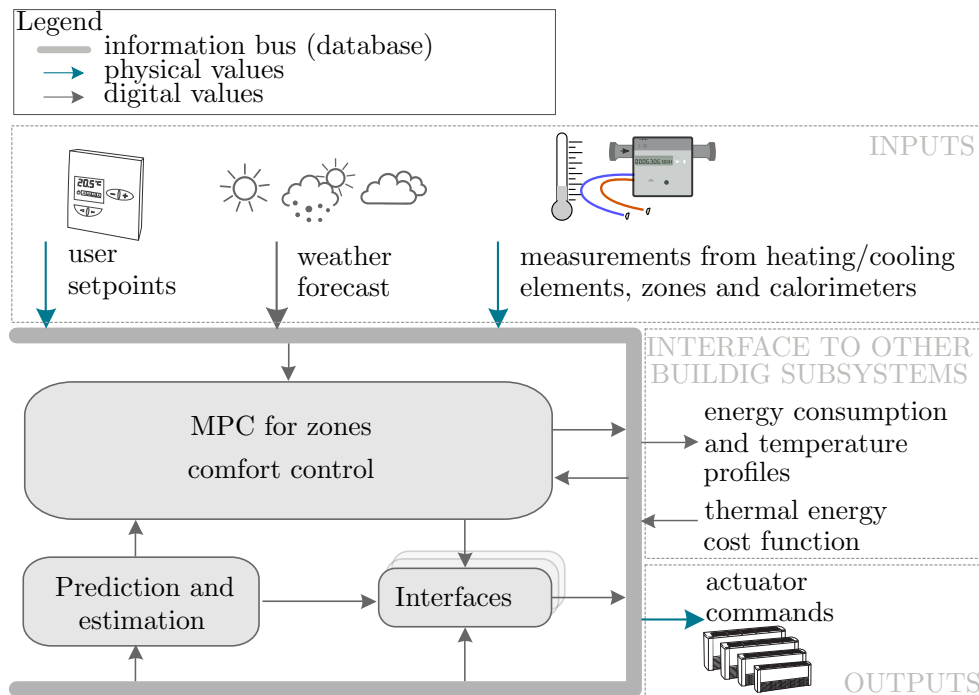 Legend
information bus (database)
physical values
digital values
INPUTS
20.5°C
user
setpoints
weather
forecast
measurements from heating/cooling
elements, zones and calorimeters
INTERFACE TO OTHER
BUILDIG SUBSYSTEMS
MPC for zones
comfort control
energy consumption
and temperature
profiles
thermal energy
cost function
Prediction and
estimation
Interfaces
actuator
commands
OUTPUTS